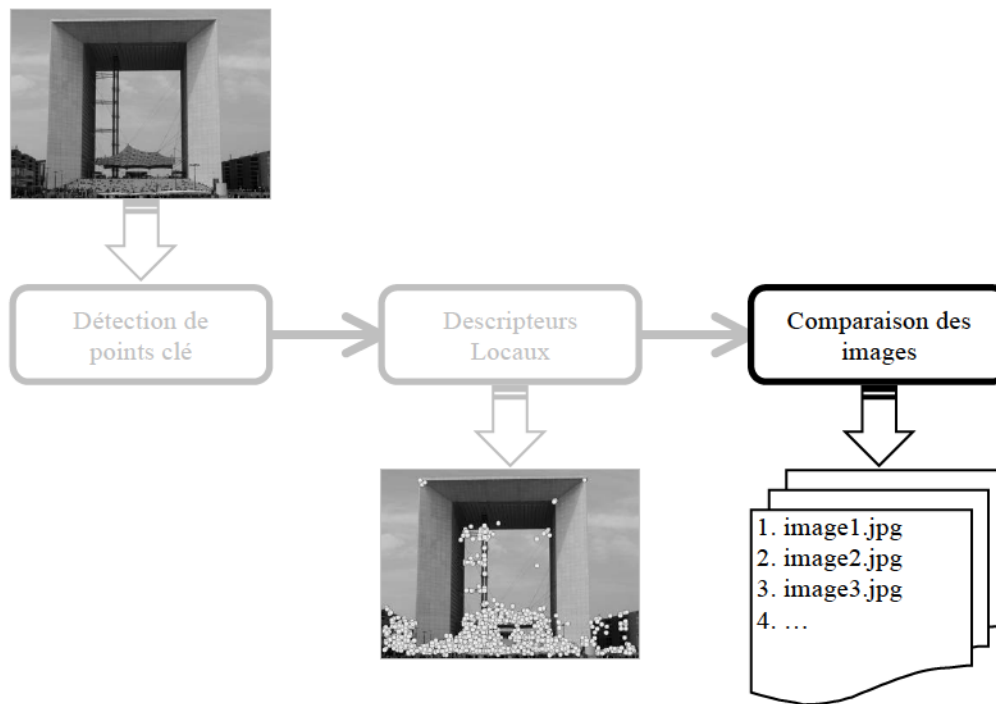 Détection de
points clé
Descripteurs
Locaux
Comparaison des
images
1. image1.jpg
2. image2.jpg
3. image3.jpg
4. …